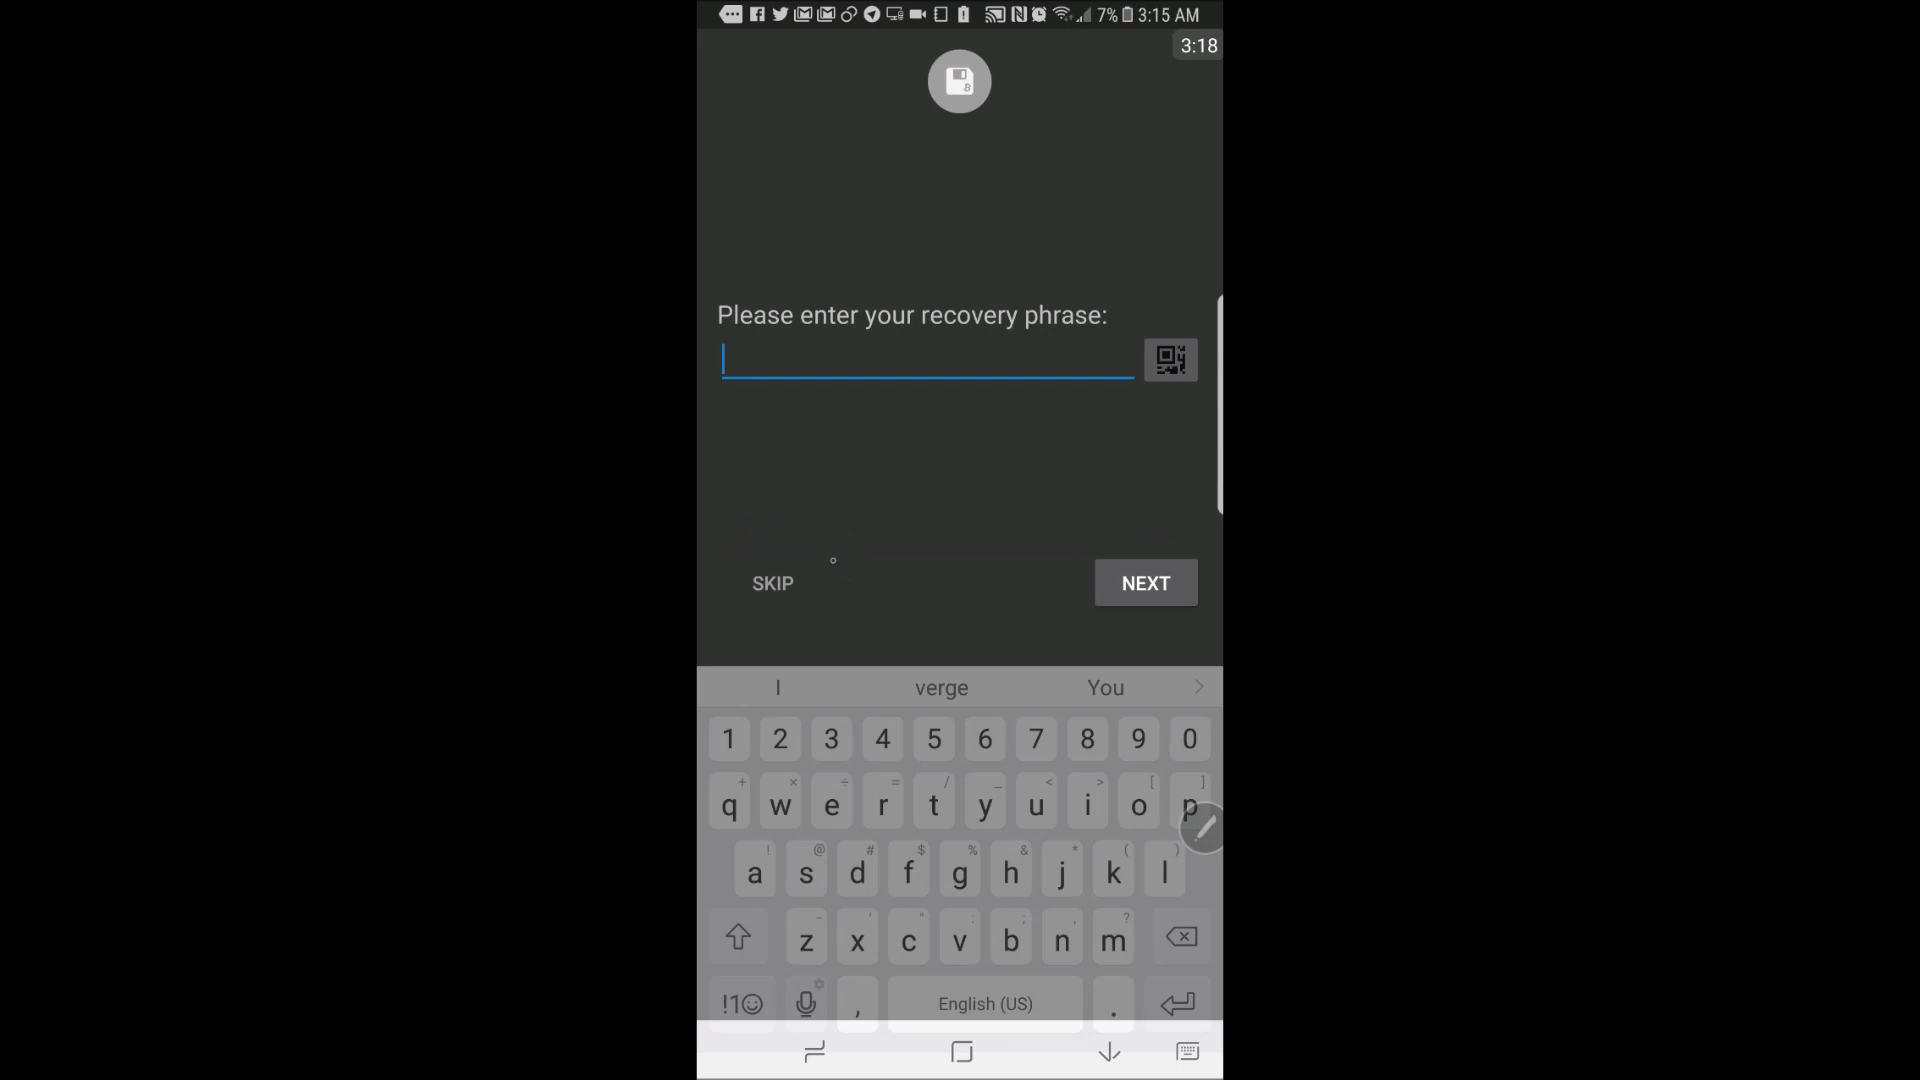 7% 3:15 AM
3:18
Please enter your recovery phrase:
SKIP NEXT
I verge You
1 2 3 4 5 6 7 8 9 0
+ × ÷ = / _ < > [ ]
q w e r t y u i o p
! @ # $ % & * ( )
a s d f g h j k l
- ' " : ; , ?
z x c v b n m
!1☺ , English (US) .